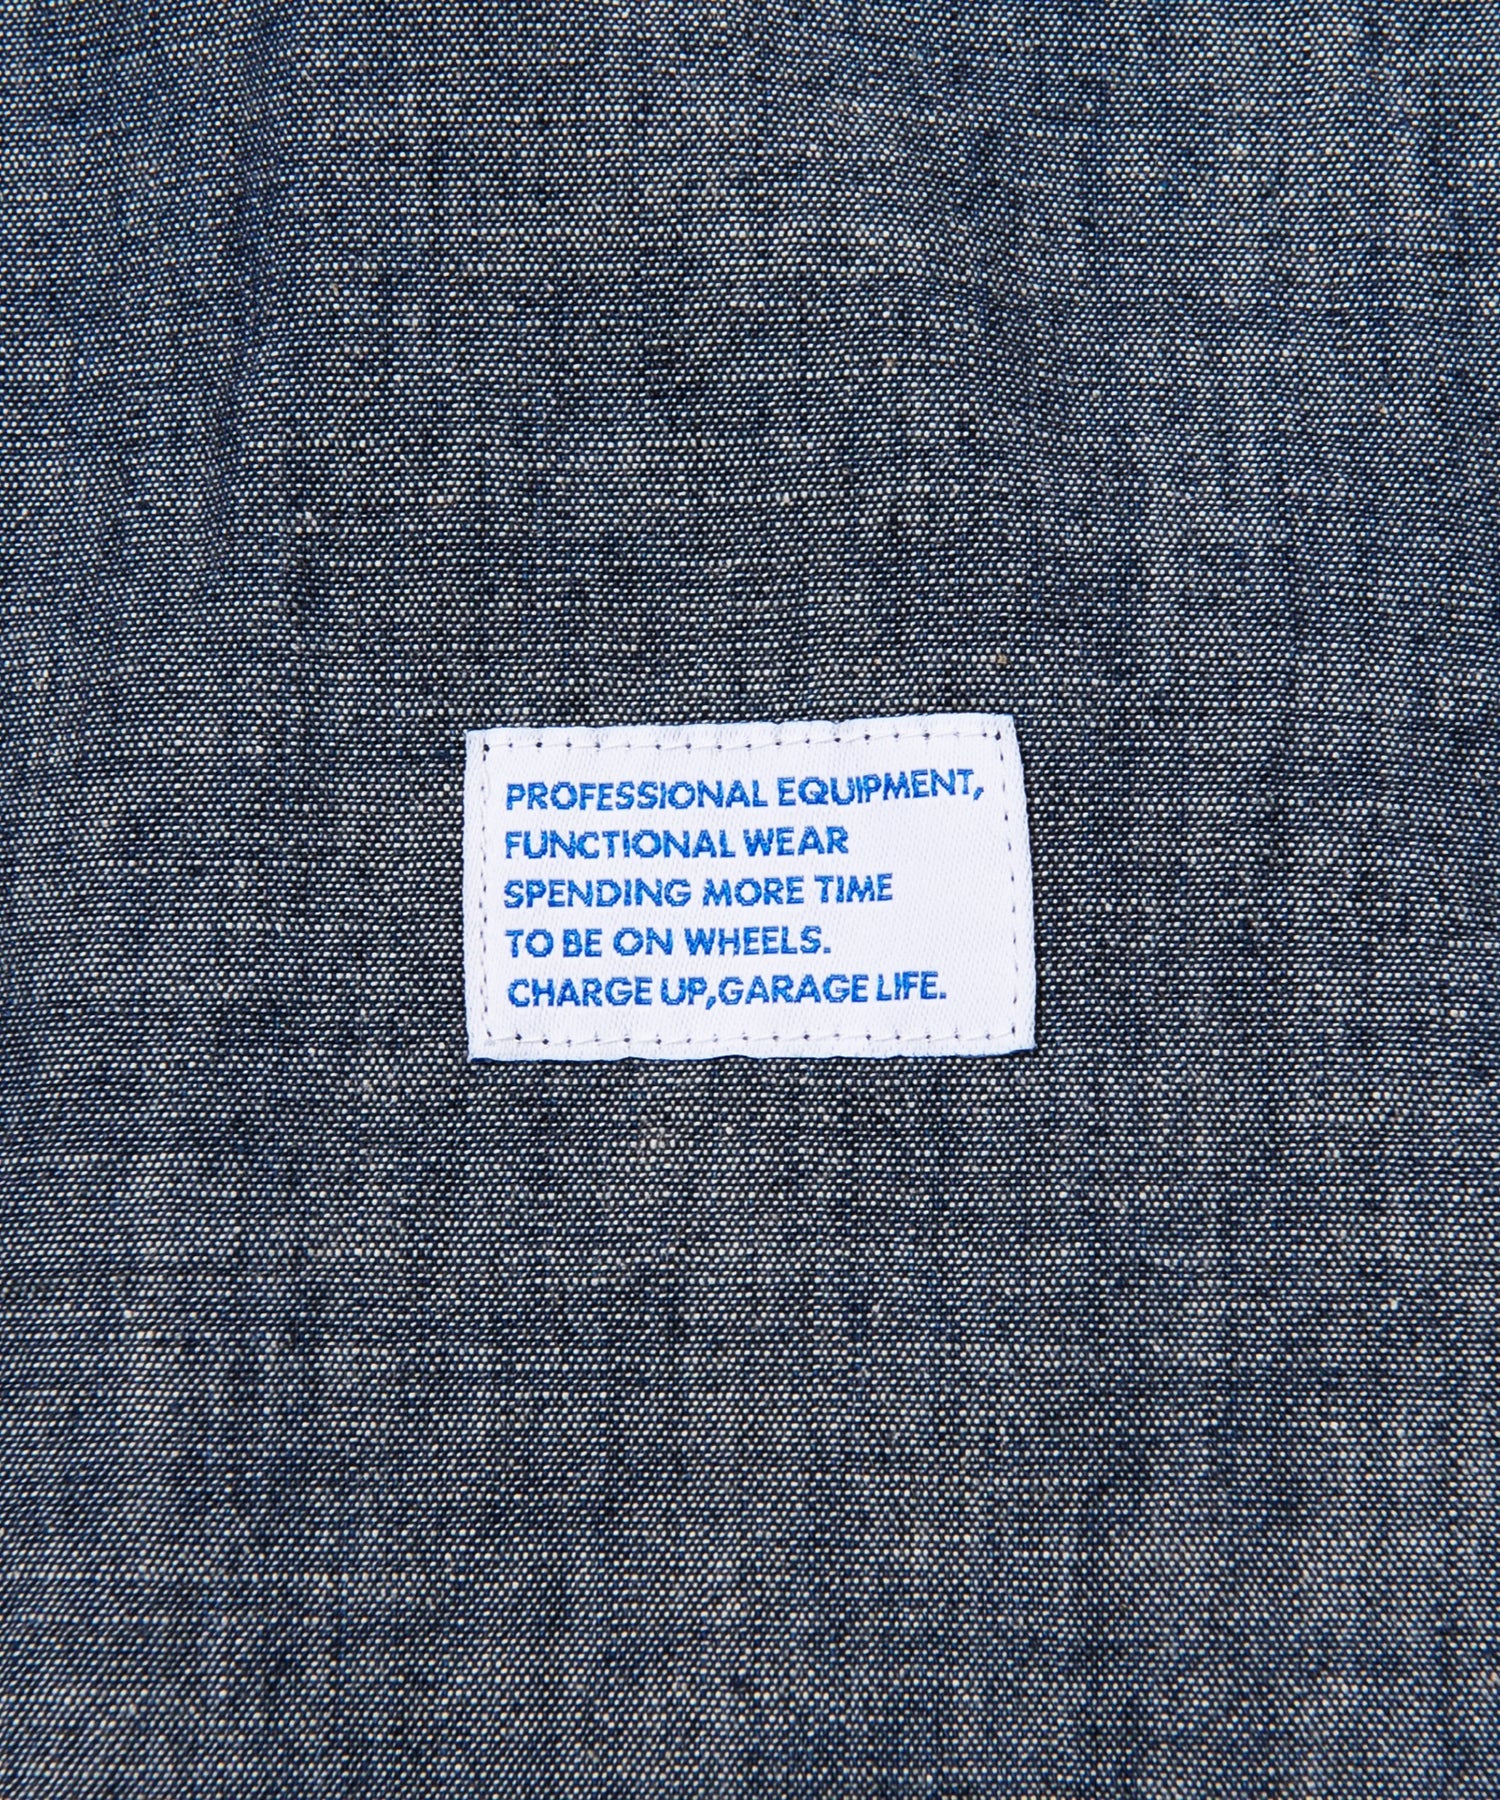 PROFESSIONAL EQUIPMENT,
FUNCTIONAL WEAR
SPENDING MORE TIME
TO BE ON WHEELS.
CHARGE UP,GARAGE LIFE.